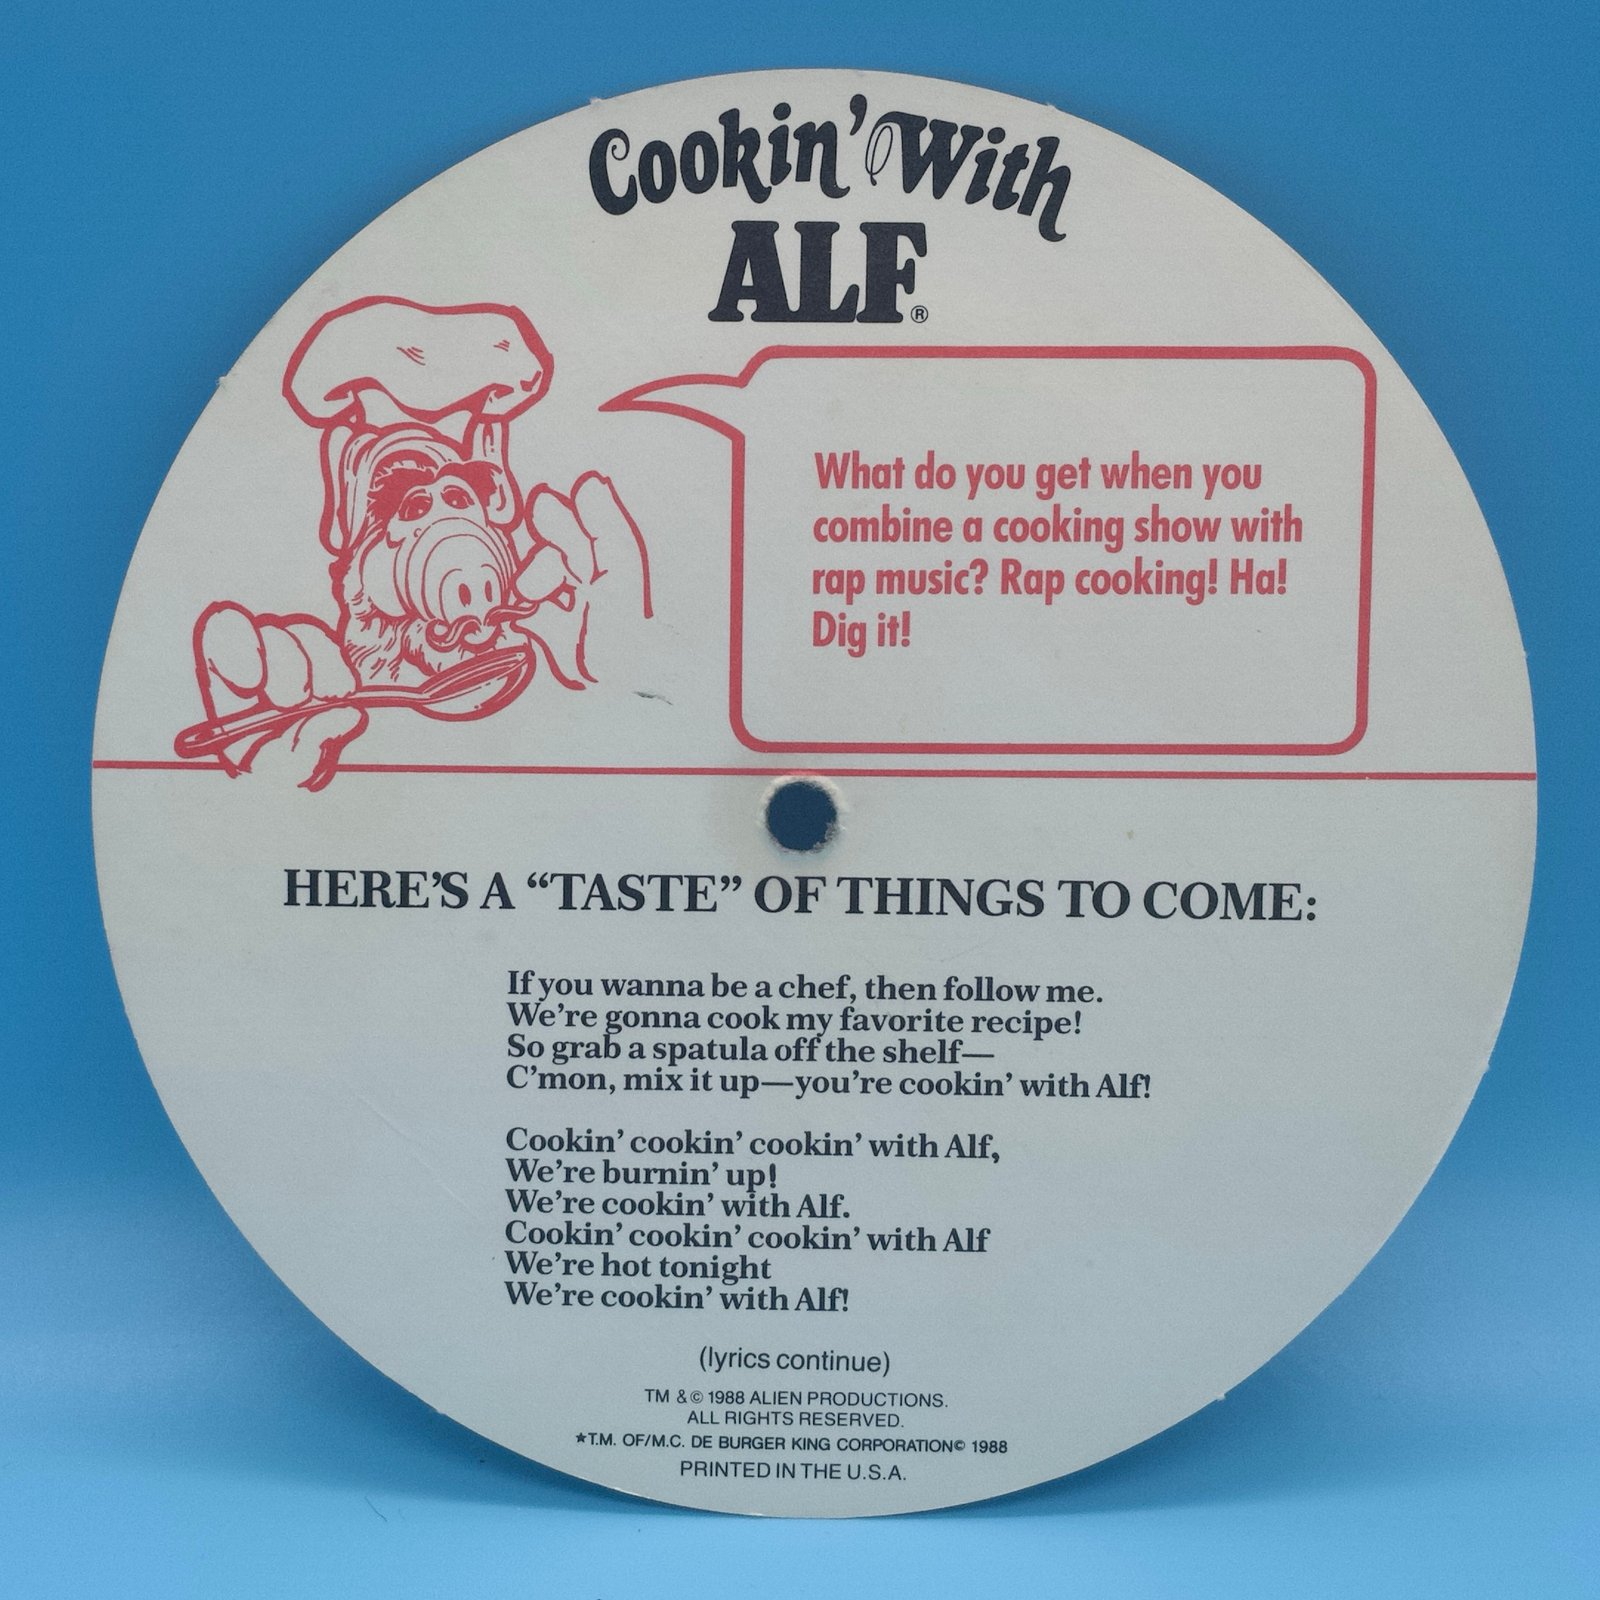 Cookin' With
ALF®
What do you get when you
combine a cooking show with
rap music? Rap cooking! Ha!
Dig it!
HERE'S A “TASTE” OF THINGS TO COME:
If you wanna be a chef, then follow me.
We're gonna cook my favorite recipe!
So grab a spatula off the shelf—
C'mon, mix it up—you're cookin' with Alf!
Cookin' cookin' cookin' with Alf,
We're burnin' up!
We're cookin' with Alf.
Cookin' cookin' cookin' with Alf
We're hot tonight
We're cookin' with Alf!
(lyrics continue)
TM & © 1988 ALIEN PRODUCTIONS.
ALL RIGHTS RESERVED.
★T.M. OF/M.C. DE BURGER KING CORPORATION© 1988
PRINTED IN THE U.S.A.